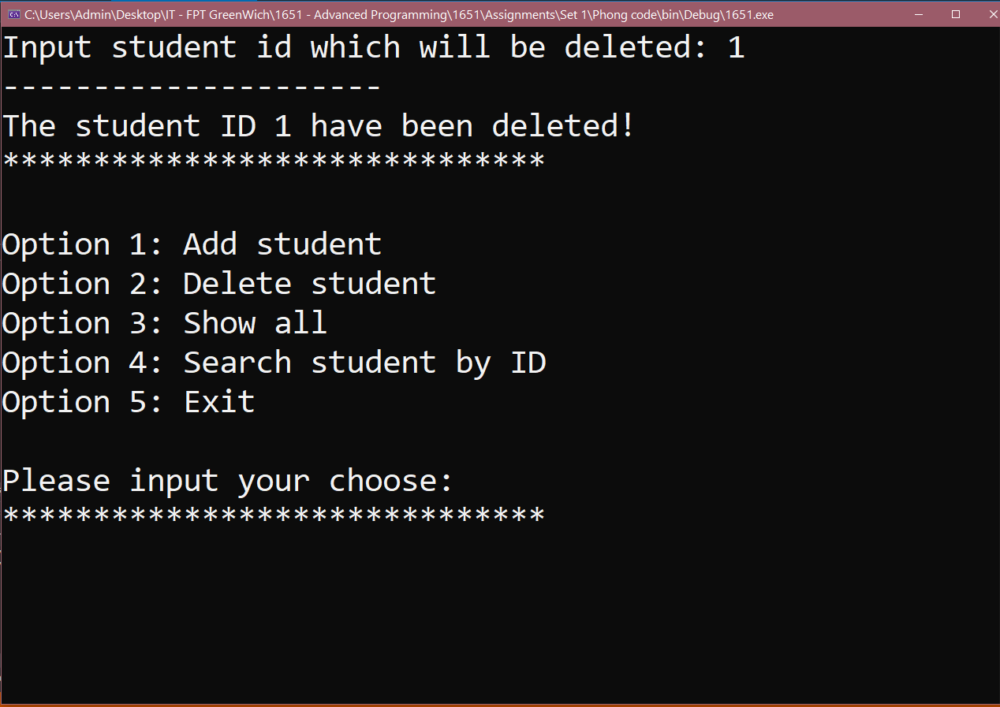 C:\Users\Admin\Desktop\IT - FPT GreenWich\1651 - Advanced Programming\1651\Assignments\Set 1\Phong code\bin\Debug\1651.exe
Input student id which will be deleted: 1
---------------------
The student ID 1 have been deleted!
******************************
Option 1: Add student
Option 2: Delete student
Option 3: Show all
Option 4: Search student by ID
Option 5: Exit
Please input your choose:
******************************